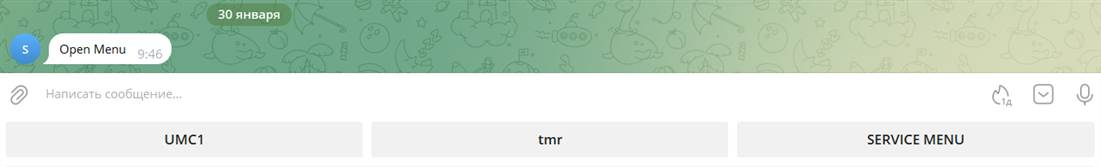 30 января
S
Open Menu 9:46
Написать сообщение...
1д
UMC1 tmr SERVICE MENU